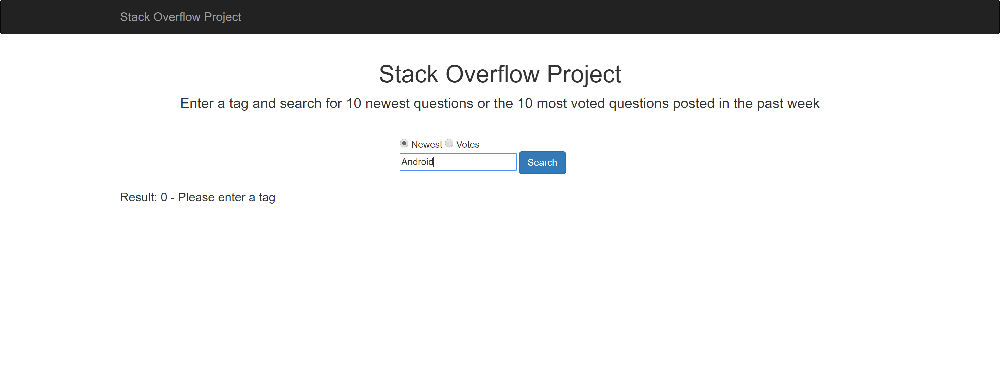 Stack Overflow Project
Stack Overflow Project
Enter a tag and search for 10 newest questions or the 10 most voted questions posted in the past week
Newest Votes
Android Search
Result: 0 - Please enter a tag